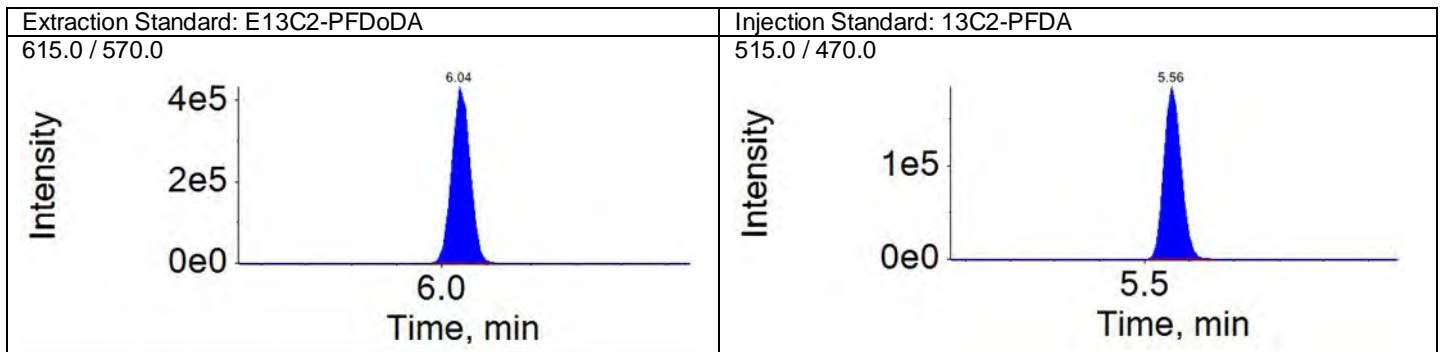 Extraction Standard: E13C2-PFDoDA
615.0 / 570.0
6.04
4e5
2e5
0e0
Intensity
6.0
Time, min
Injection Standard: 13C2-PFDA
515.0 / 470.0
5.56
1e5
0e0
Intensity
5.5
Time, min